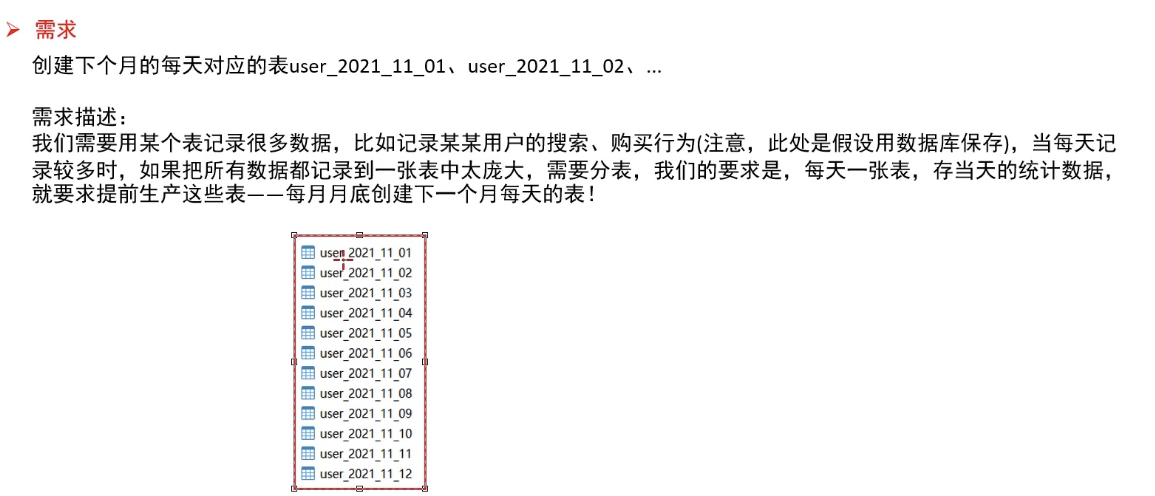 需求
创建下个月的每天对应的表user_2021_11_01、user_2021_11_02、...
需求描述：
我们需要用某个表记录很多数据，比如记录某某用户的搜索、购买行为(注意，此处是假设用数据库保存)，当每天记
录较多时，如果把所有数据都记录到一张表中太庞大，需要分表，我们的要求是，每天一张表，存当天的统计数据，
就要求提前生产这些表——每月月底创建下一个月每天的表！
user_2021_11_01
user_2021_11_02
user_2021_11_03
user_2021_11_04
user_2021_11_05
user_2021_11_06
user_2021_11_07
user_2021_11_08
user_2021_11_09
user_2021_11_10
user_2021_11_11
user_2021_11_12